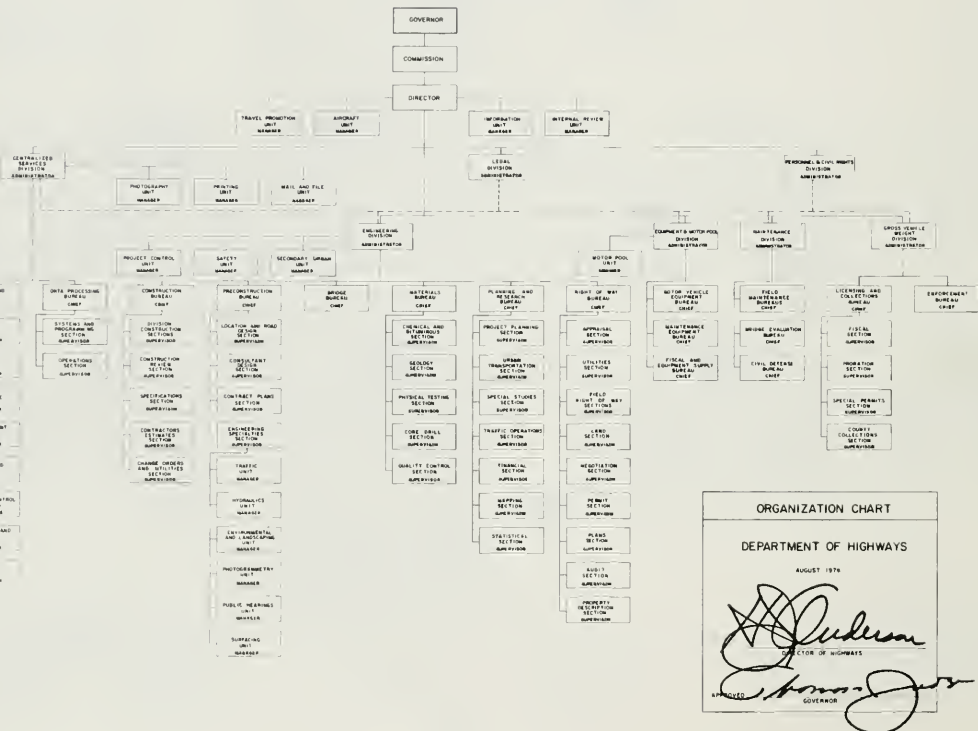 GOVERNOR
COMMISSION
DIRECTOR
TRAVEL PROMOTION
UNIT
MANAGER
AIRCRAFT
UNIT
MANAGER
INFORMATION
UNIT
MANAGER
INTERNAL REVIEW
UNIT
MANAGER
CENTRALIZED
SERVICES
DIVISION
ADMINISTRATOR
LEGAL
DIVISION
ADMINISTRATOR
PERSONNEL & CIVIL RIGHTS
DIVISION
ADMINISTRATOR
PHOTOGRAPHY
UNIT
MANAGER
PRINTING
UNIT
MANAGER
MAIL AND FILE
UNIT
MANAGER
ENGINEERING
DIVISION
ADMINISTRATOR
EQUIPMENT & MOTOR POOL
DIVISION
ADMINISTRATOR
MAINTENANCE
DIVISION
ADMINISTRATOR
GROSS VEHICLE
WEIGHT
DIVISION
ADMINISTRATOR
PROJECT CONTROL
UNIT
MANAGER
SAFETY
UNIT
MANAGER
SECONDARY URBAN
UNIT
MANAGER
MOTOR POOL
UNIT
MANAGER
DATA PROCESSING
BUREAU
CHIEF
SYSTEMS AND
PROGRAMMING
SECTION
SUPERVISOR
OPERATIONS
SECTION
SUPERVISOR
CONSTRUCTION
BUREAU
CHIEF
DIVISION
CONSTRUCTION
SECTIONS
SUPERVISOR
CONSTRUCTION
REVIEW
SECTION
SUPERVISOR
SPECIFICATIONS
SECTION
SUPERVISOR
CONTRACTORS
ESTIMATES
SECTION
SUPERVISOR
CHANGE ORDERS
AND UTILITIES
SECTION
SUPERVISOR
PRECONSTRUCTION
BUREAU
CHIEF
LOCATION AND ROAD
DESIGN
SECTION
SUPERVISOR
CONSULTANT
DESIGN
SECTION
SUPERVISOR
CONTRACT PLANS
SECTION
SUPERVISOR
ENGINEERING
SPECIALTIES
SECTION
SUPERVISOR
TRAFFIC
UNIT
MANAGER
HYDRAULICS
UNIT
MANAGER
ENVIRONMENTAL
AND LANDSCAPING
UNIT
MANAGER
PHOTOGRAMMETRY
UNIT
MANAGER
PUBLIC HEARINGS
UNIT
MANAGER
SURFACING
UNIT
MANAGER
BRIDGE
BUREAU
CHIEF
MATERIALS
BUREAU
CHIEF
CHEMICAL AND
BITUMINOUS
SECTION
SUPERVISOR
GEOLOGY
SECTION
SUPERVISOR
PHYSICAL TESTING
SECTION
SUPERVISOR
CORE DRILL
SECTION
SUPERVISOR
QUALITY CONTROL
SECTION
SUPERVISOR
PLANNING AND
RESEARCH
BUREAU
CHIEF
PROJECT PLANNING
SECTION
SUPERVISOR
URBAN
TRANSPORTATION
SECTION
SUPERVISOR
SPECIAL STUDIES
SECTION
SUPERVISOR
TRAFFIC OPERATIONS
SECTION
SUPERVISOR
FINANCIAL
SECTION
SUPERVISOR
MAPPING
SECTION
SUPERVISOR
STATISTICAL
SECTION
SUPERVISOR
RIGHT OF WAY
BUREAU
CHIEF
APPRAISAL
SECTION
SUPERVISOR
UTILITIES
SECTION
SUPERVISOR
FIELD
RIGHT OF WAY
SECTIONS
SUPERVISOR
LAND
SECTION
SUPERVISOR
NEGOTIATION
SECTION
SUPERVISOR
PERMIT
SECTION
SUPERVISOR
PLANS
SECTION
SUPERVISOR
AUDIT
SECTION
SUPERVISOR
PROPERTY
DESCRIPTION
SECTION
SUPERVISOR
MOTOR VEHICLE
EQUIPMENT
BUREAU
CHIEF
MAINTENANCE
EQUIPMENT
BUREAU
CHIEF
FISCAL AND
EQUIPMENT SUPPLY
BUREAU
CHIEF
FIELD
MAINTENANCE
BUREAUS
CHIEF
BRIDGE EVALUATION
BUREAU
CHIEF
CIVIL DEFENSE
BUREAU
CHIEF
LICENSING AND
COLLECTIONS
BUREAU
CHIEF
FISCAL
SECTION
SUPERVISOR
PRORATION
SECTION
SUPERVISOR
SPECIAL PERMITS
SECTION
SUPERVISOR
COUNTY
COLLECTIONS
SECTION
SUPERVISOR
ENFORCEMENT
BUREAU
CHIEF
ORGANIZATION CHART
DEPARTMENT OF HIGHWAYS
AUGUST
Anderson
DIRECTOR OF HIGHWAYS
APPROVED Thomas Judge
GOVERNOR